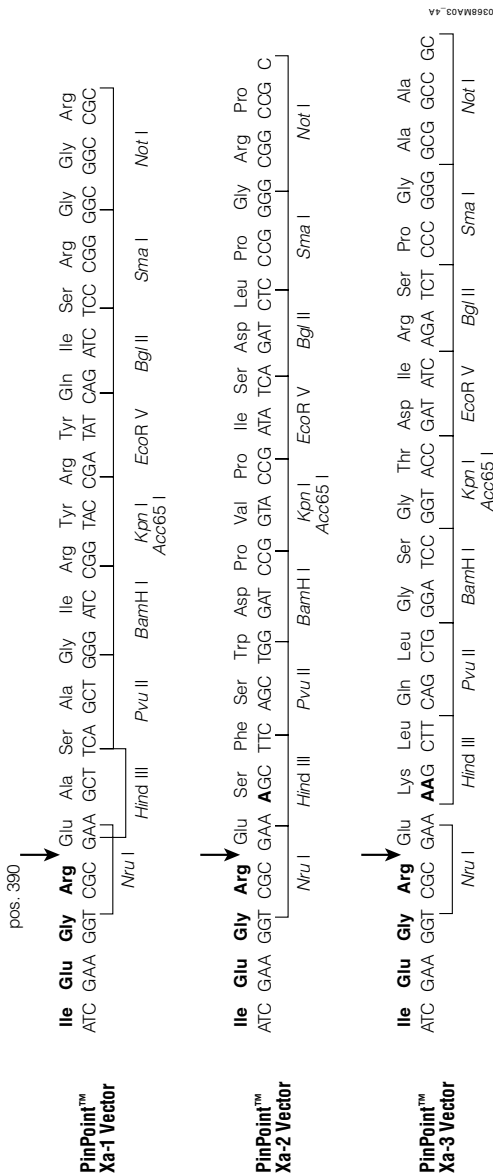 pos. 390
PinPoint™
Xa-1 Vector
Ile Glu Gly Arg Glu Ala Ser Ala Gly Ile Arg Tyr Arg Tyr Gln Ile Ser Arg Gly Gly Arg
ATC GAA GGT CGC GAA GCT TCA GCT GGG ATC CGG TAC CGA TAT CAG ATC TCC CGG GGC GGC CGC
Nru I
Hind III
Pvu II
BamH I
Kpn I
Acc65 I
EcoR V
Bgl II
Sma I
Not I
PinPoint™
Xa-2 Vector
Ile Glu Gly Arg Glu Ser Phe Ser Trp Asp Pro Val Pro Ile Ser Asp Leu Pro Gly Arg Pro
ATC GAA GGT CGC GAA AGC TTC AGC TGG GAT CCG GTA CCG ATA TCA GAT CTC CCG GGG CGG CCG C
Nru I
Hind III
Pvu II
BamH I
Kpn I
Acc65 I
EcoR V
Bgl II
Sma I
Not I
PinPoint™
Xa-3 Vector
Ile Glu Gly Arg Glu Lys Leu Gln Leu Gly Ser Gly Thr Asp Ile Arg Ser Pro Gly Ala Ala
ATC GAA GGT CGC GAA AAG CTT CAG CTG GGA TCC GGT ACC GAT ATC AGA TCT CCC GGG GCG GCC GC
Nru I
Hind III
Pvu II
BamH I
Kpn I
Acc65 I
EcoR V
Bgl II
Sma I
Not I
0368MA03_4A